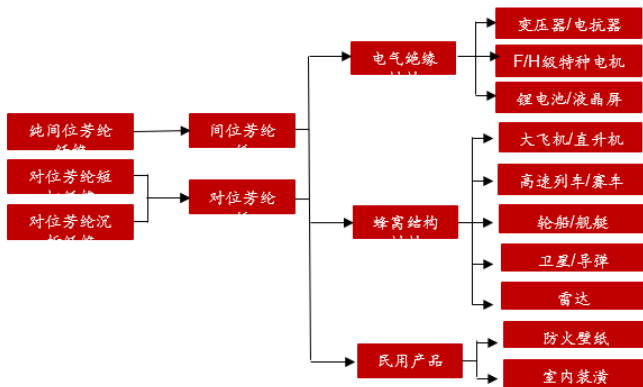 纯间位芳纶
对位芳纶短
对位芳纶沉
间位芳纶
对位芳纶
电气绝缘
蜂窝结构
民用产品
变压器/电抗器
F/H级特种电机
锂电池/液晶屏
大飞机/直升机
高速列车/赛车
轮船/舰艇
卫星/导弹
雷达
防火壁纸
室内装潢